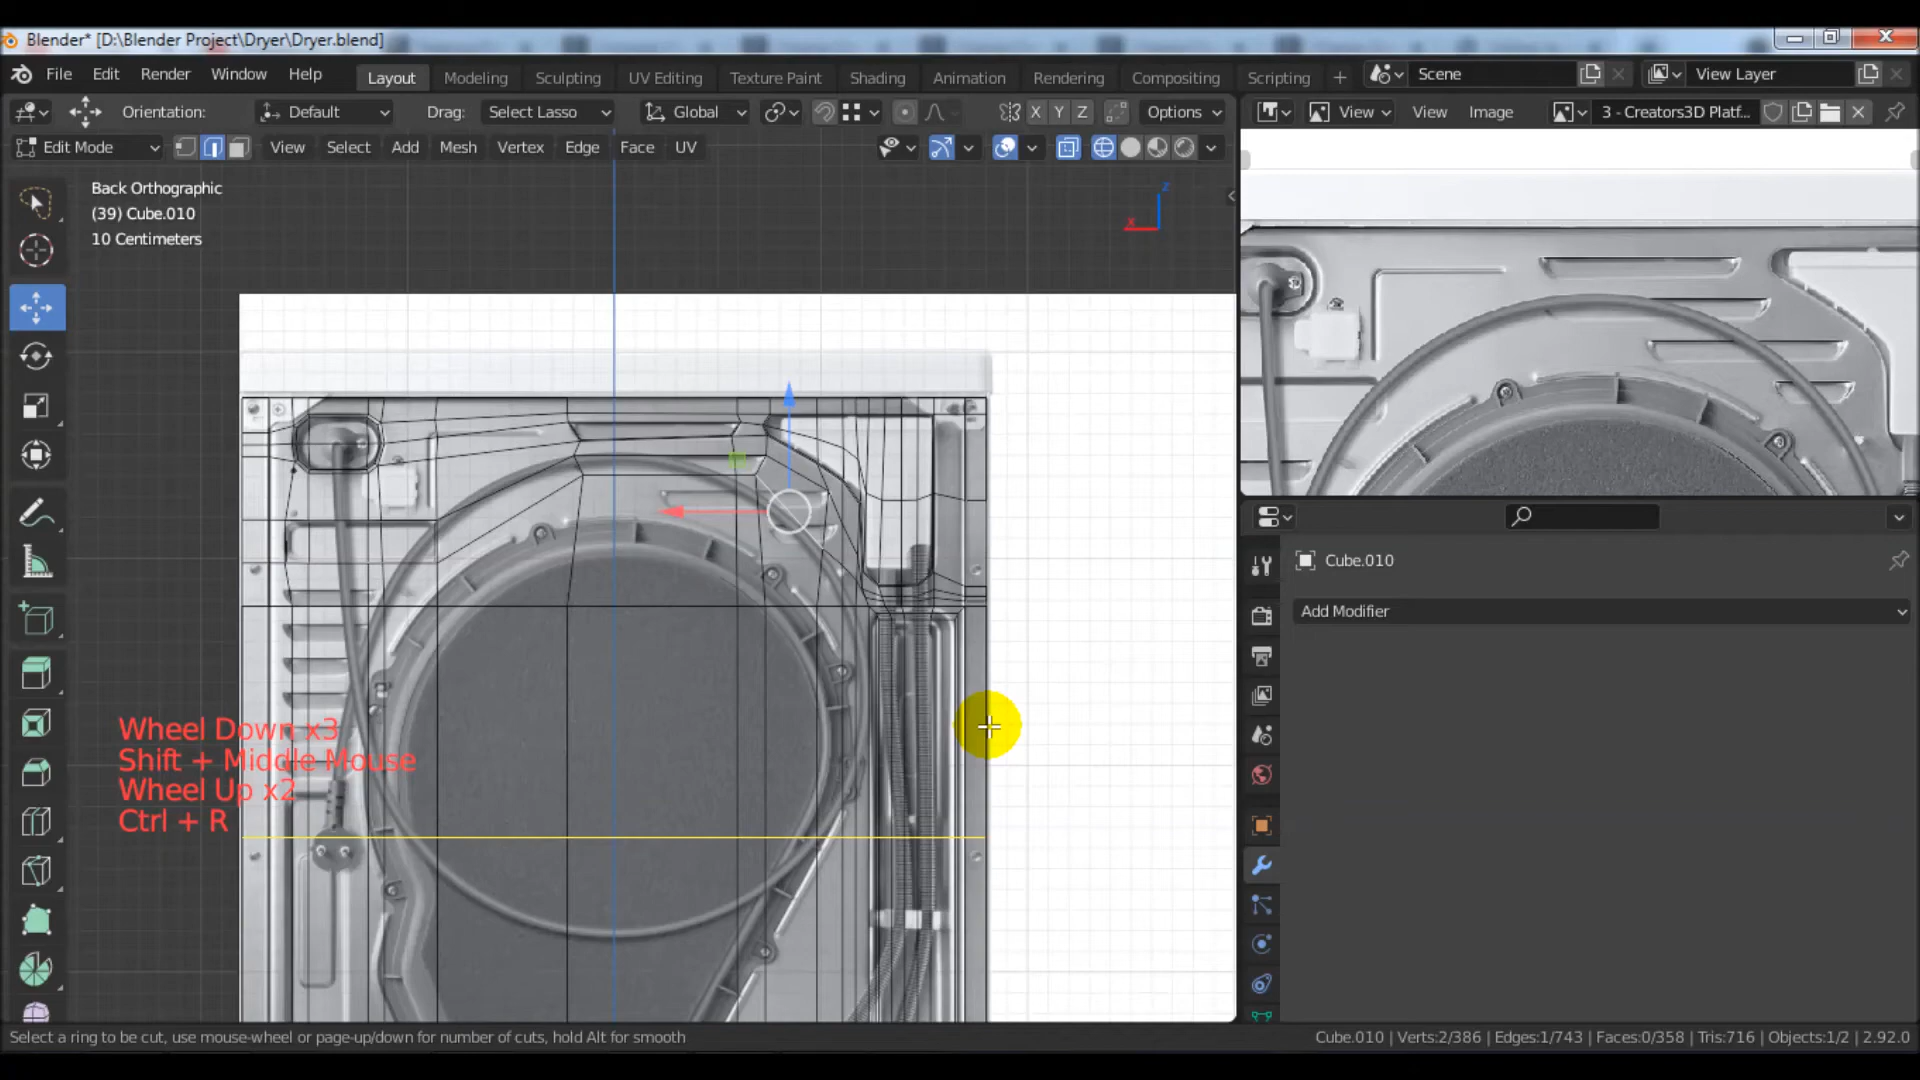 Blender* [D:\Blender Project\Dryer\Dryer.blend]
File Edit Render Window Help Layout Modeling Sculpting UV Editing Texture Paint Shading Animation Rendering Compositing Scripting + Scene View Layer
Orientation: Default Drag: Select Lasso Global X Y Z Options View View Image 3 - Creators3D Platf...
Edit Mode View Select Add Mesh Vertex Edge Face UV
Back Orthographic
(39) Cube.010
10 Centimeters
Z
X
Cube.010
Add Modifier
Wheel Down x3
Shift + Middle Mouse
Wheel Up x2
Ctrl + R
Select a ring to be cut, use mouse-wheel or page-up/down for number of cuts, hold Alt for smooth
Cube.010 | Verts:2/386 | Edges:1/743 | Faces:0/358 | Tris:716 | Objects:1/2 | 2.92.0